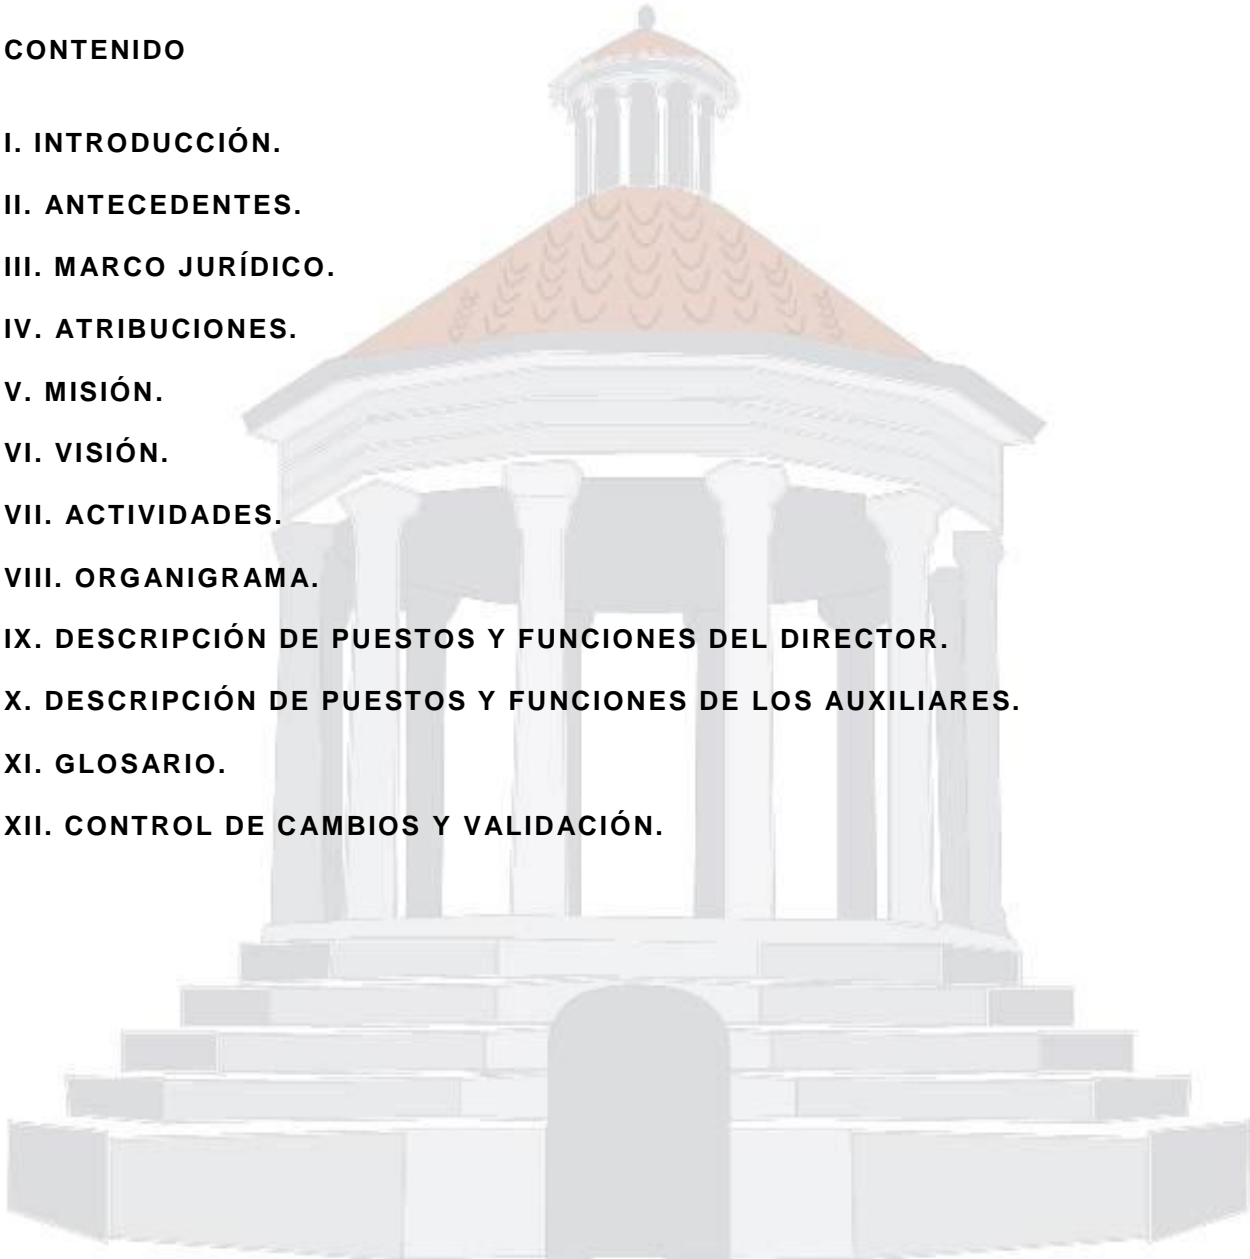 CONTENIDO
I. INTRODUCCIÓN.
II. ANTECEDENTES.
III. MARCO JURÍDICO.
IV. ATRIBUCIONES.
V. MISIÓN.
VI. VISIÓN.
VII. ACTIVIDADES.
VIII. ORGANIGRAMA.
IX. DESCRIPCIÓN DE PUESTOS Y FUNCIONES DEL DIRECTOR.
X. DESCRIPCIÓN DE PUESTOS Y FUNCIONES DE LOS AUXILIARES.
XI. GLOSARIO.
XII. CONTROL DE CAMBIOS Y VALIDACIÓN.